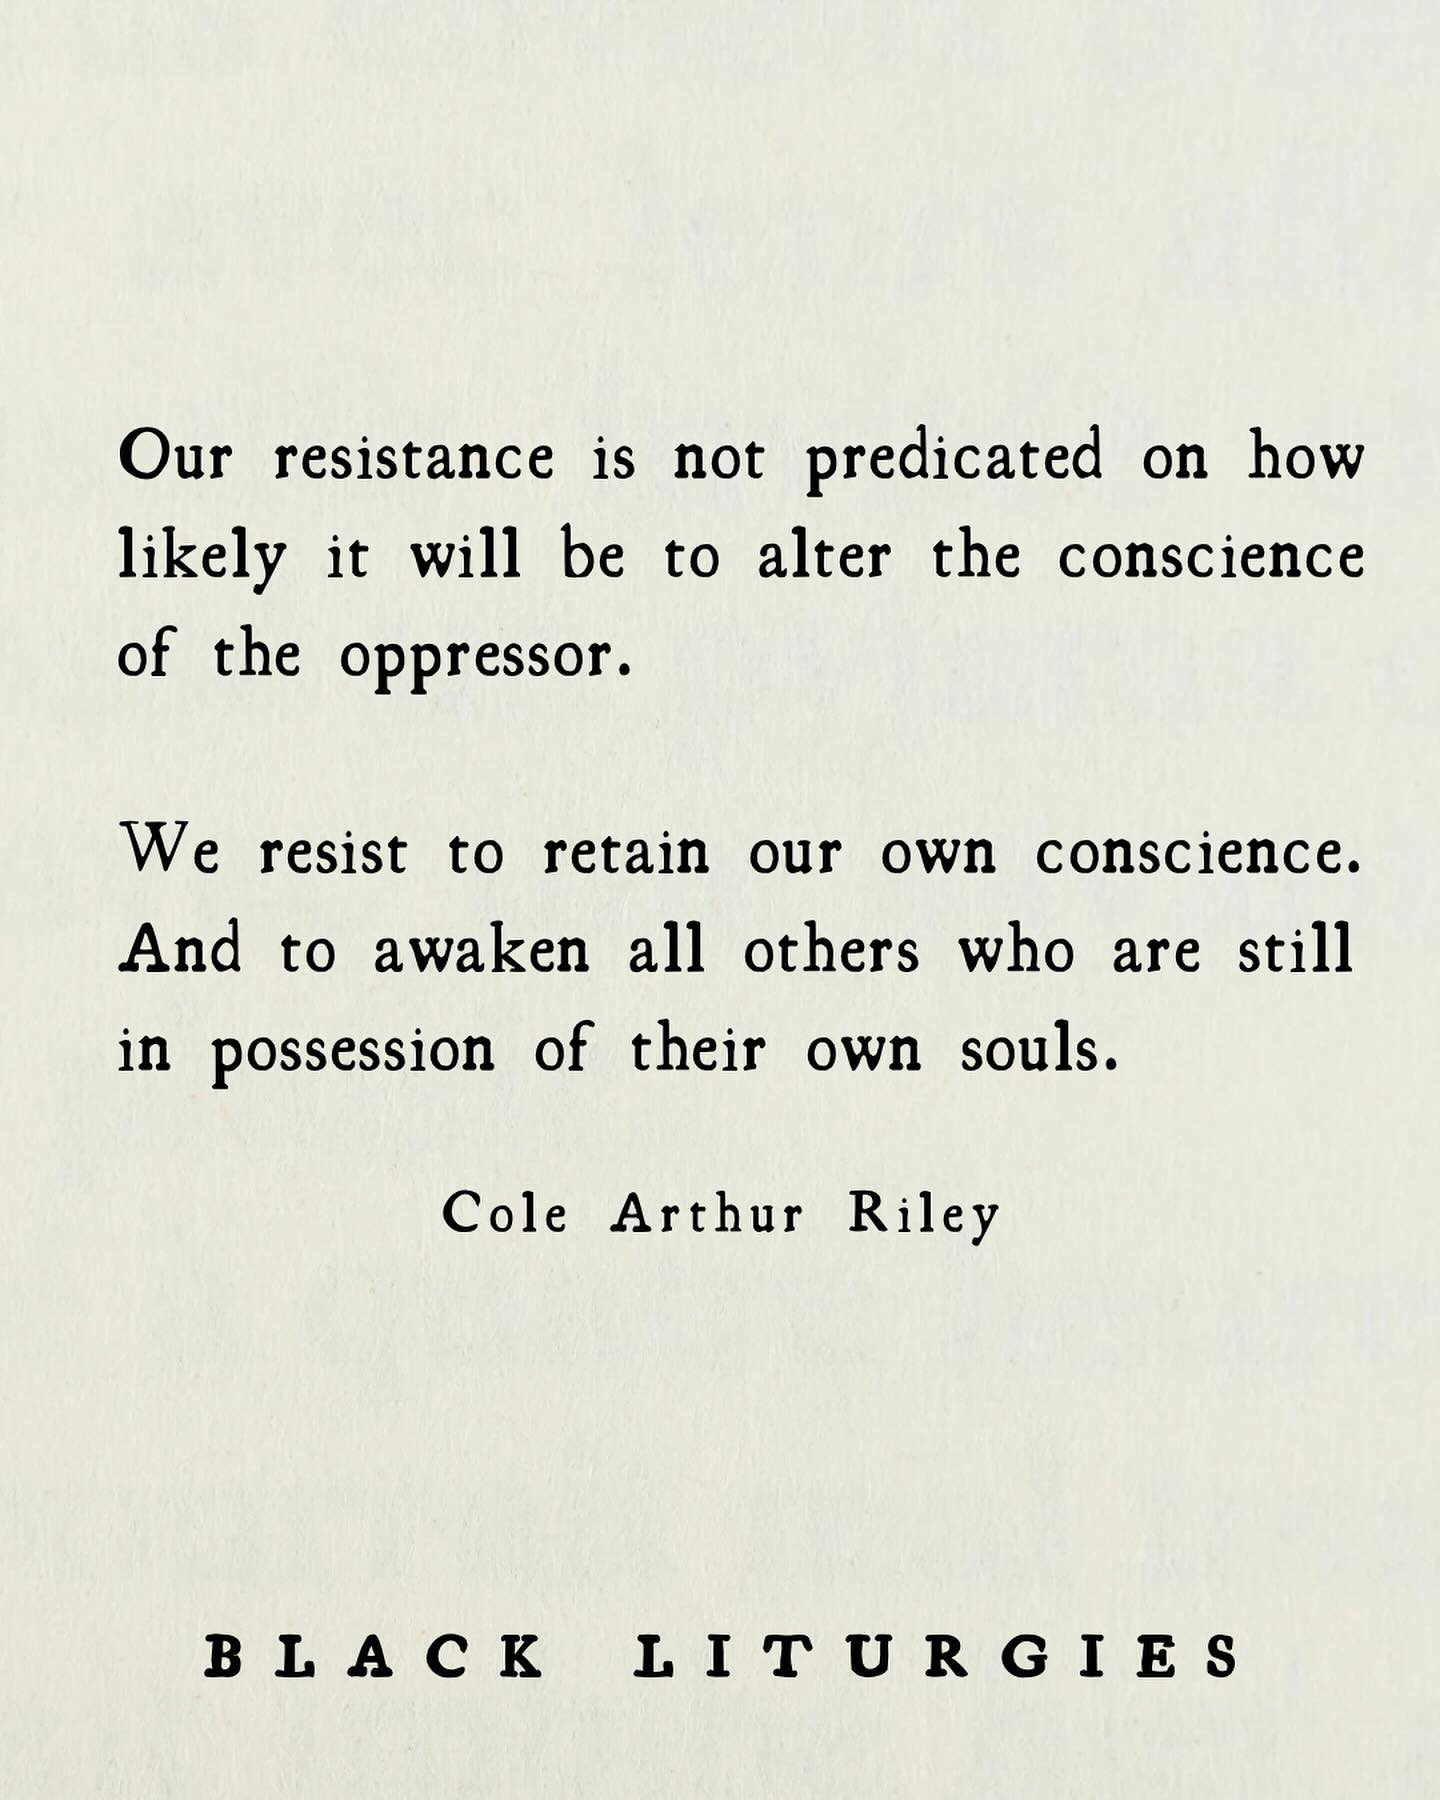 Our resistance is not predicated on how
likely it will be to alter the conscience
of the oppressor.
We resist to retain our own conscience.
And to awaken all others who are still
in possession of their own souls.
Cole Arthur Riley
BLACK LITURGIES